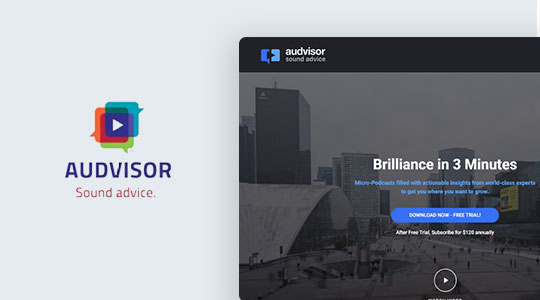 AUDVISOR
Sound advice.
audvisor
sound advice
Brilliance in 3 Minutes
Micro-Podcasts filled with actionable insights from world-class experts
to get you where you want to grow.
DOWNLOAD NOW - FREE TRIAL!
After Free Trial, Subscribe for $120 annually